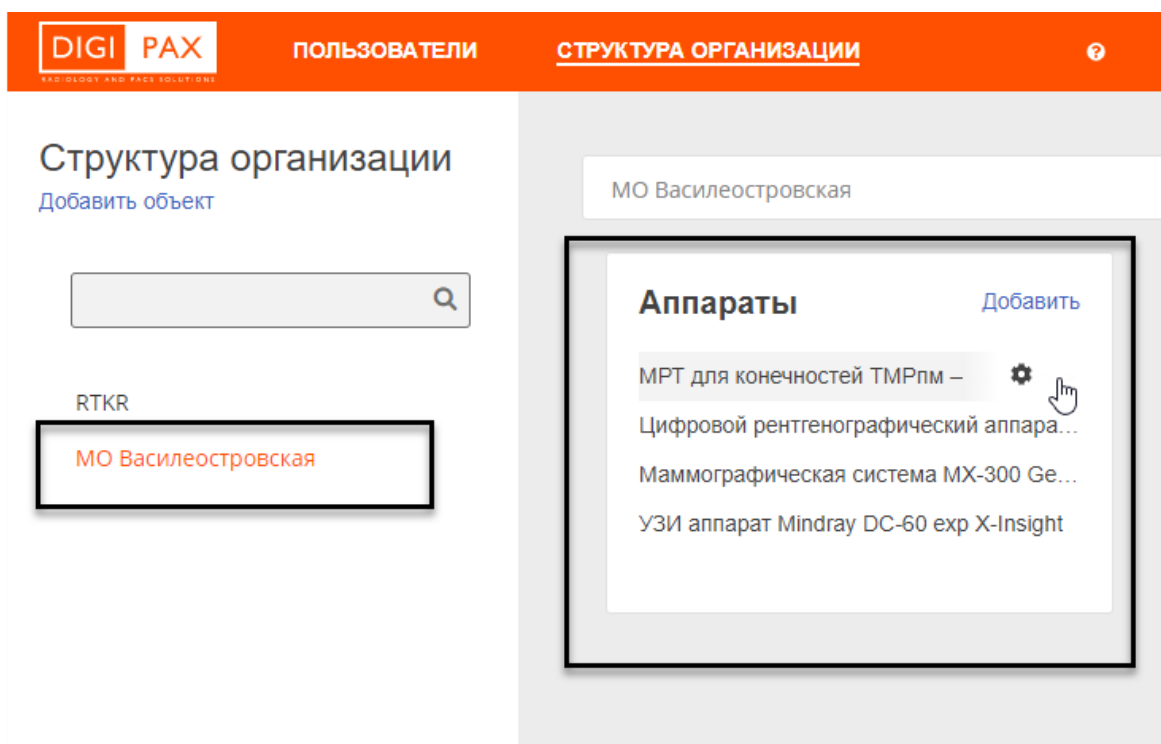 DIGI PAX
RADIOLOGY AND PACS SOLUTIONS
ПОЛЬЗОВАТЕЛИ
СТРУКТУРА ОРГАНИЗАЦИИ
?
Структура организации
Добавить объект
RTKR
МО Василеостровская
МО Василеостровская
Аппараты
Добавить
МРТ для конечностей ТМРпм –
Цифровой рентгенографический аппара...
Маммографическая система MX-300 Ge...
УЗИ аппарат Mindray DC-60 exp X-Insight